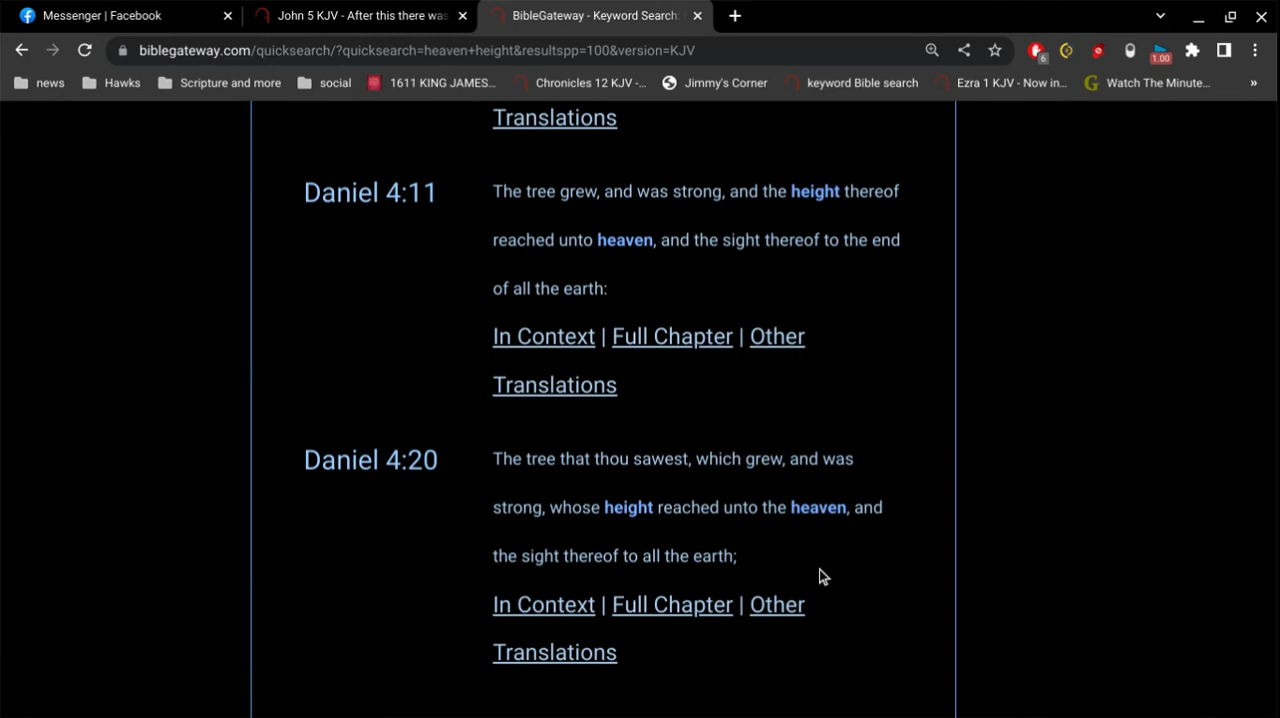 Messenger | Facebook
John 5 KJV - After this there was
BibleGateway - Keyword Search:
biblegateway.com/quicksearch/?quicksearch=heaven+height&resultspp=100&version=KJV
6
1.00
news
Hawks
Scripture and more
social
1611 KING JAMES...
Chronicles 12 KJV -...
Jimmy's Corner
keyword Bible search
Ezra 1 KJV - Now in...
G
Watch The Minute...
»
Translations
Daniel 4:11
The tree grew, and was strong, and the height thereof
reached unto heaven, and the sight thereof to the end
of all the earth:
In Context | Full Chapter | Other
Translations
Daniel 4:20
The tree that thou sawest, which grew, and was
strong, whose height reached unto the heaven, and
the sight thereof to all the earth;
In Context | Full Chapter | Other
Translations